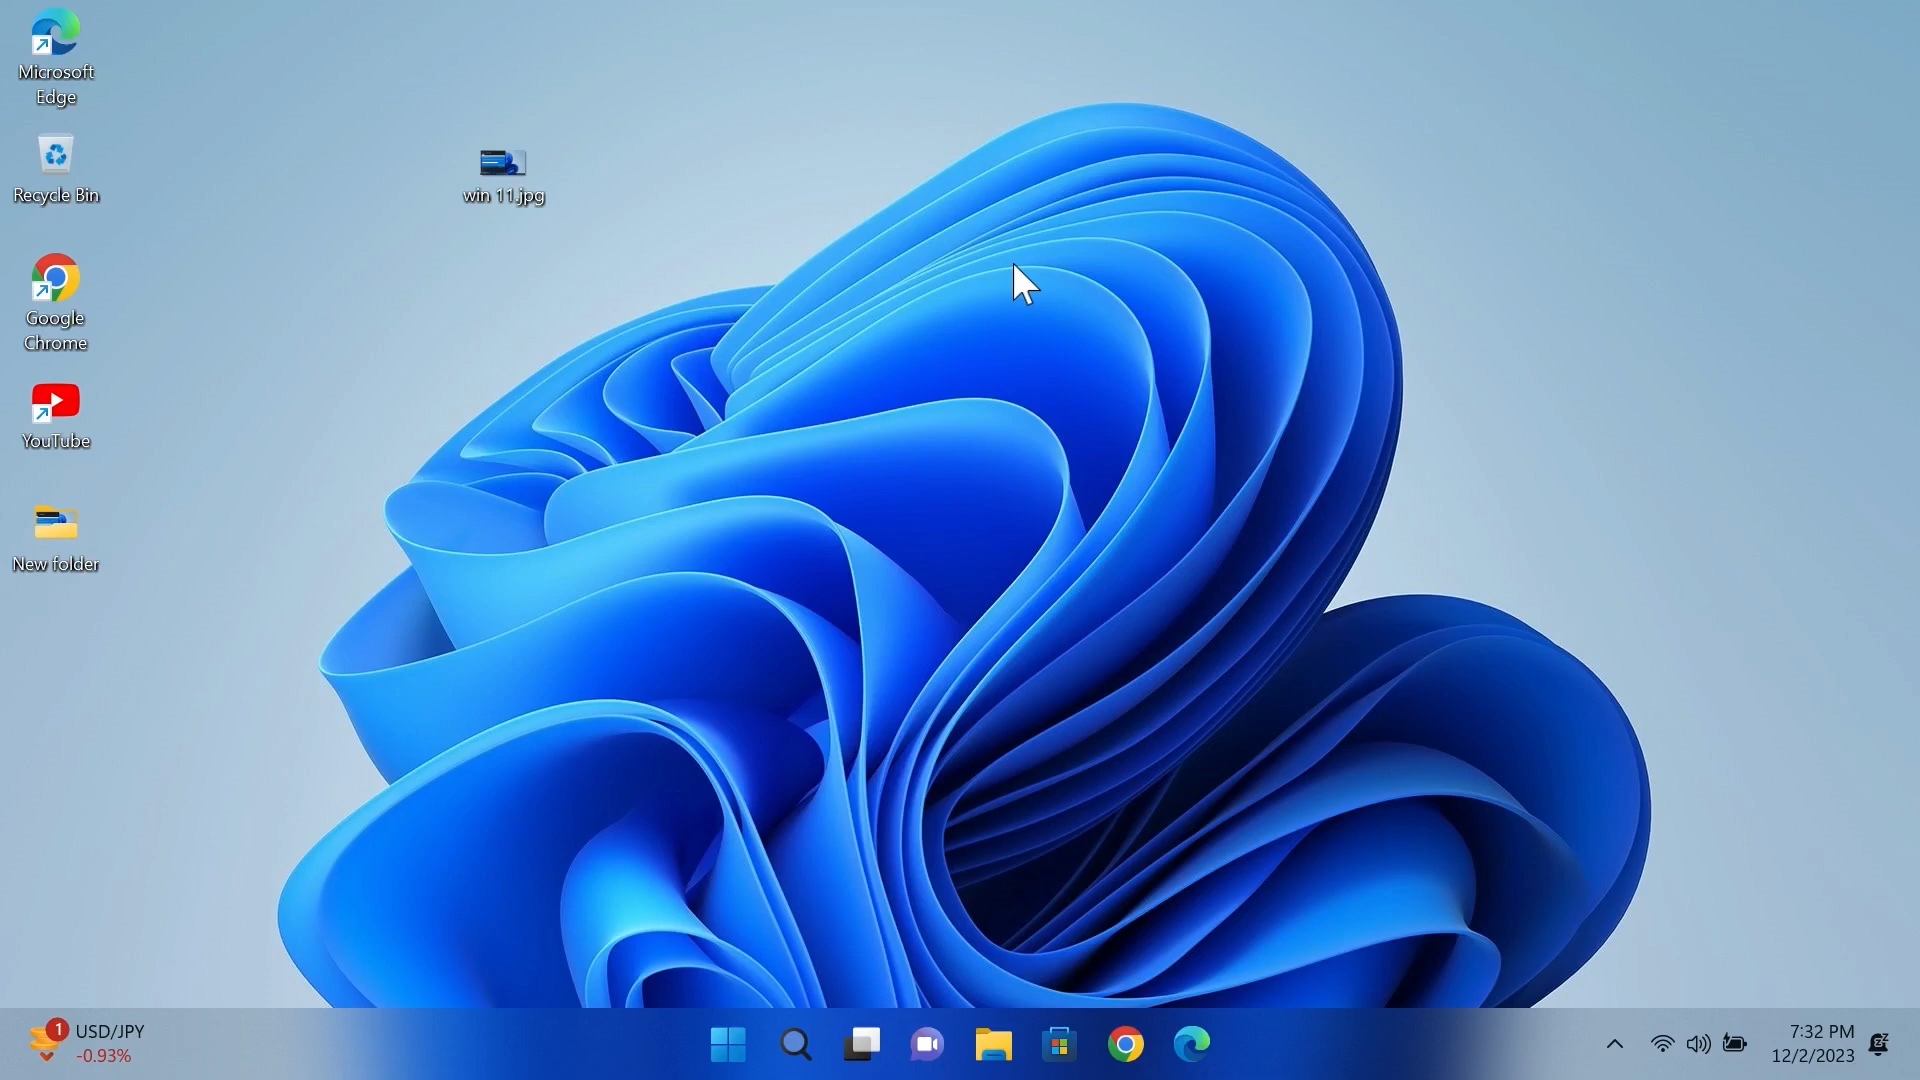 Microsoft
Edge
Recycle Bin
win 11.jpg
Google
Chrome
YouTube
New folder
1
USD/JPY
-0.93%
7:32 PM
12/2/2023